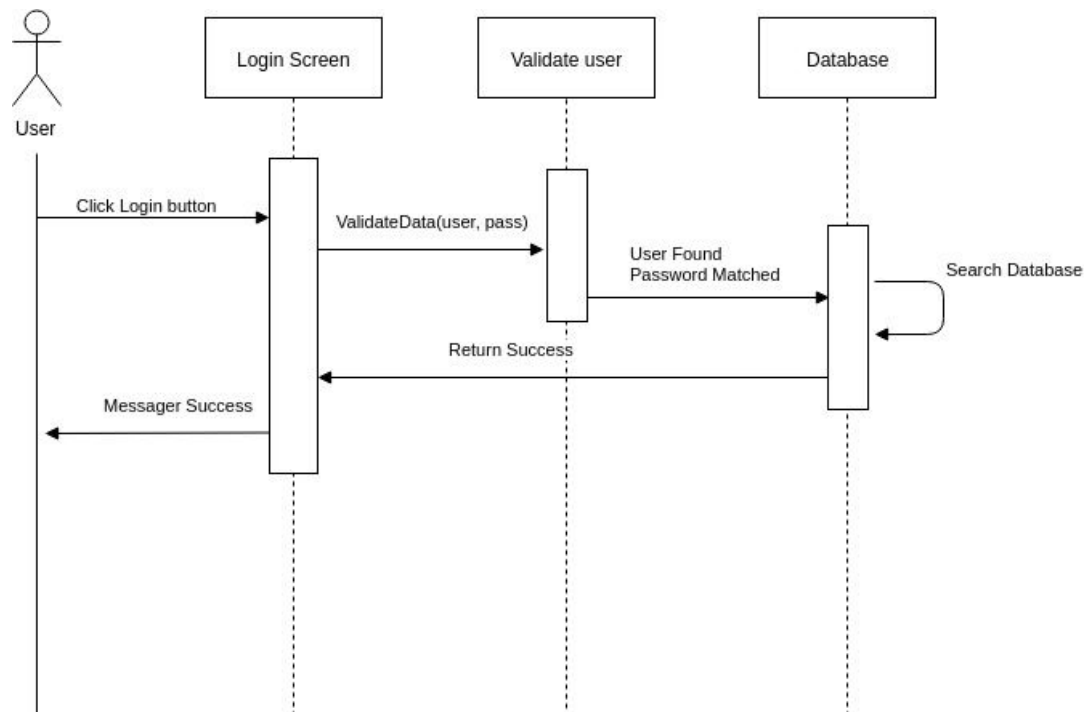 Login Screen
Validate user
Database
User
Click Login button
ValidateData(user, pass)
User Found
Password Matched
Search Database
Return Success
Messager Success